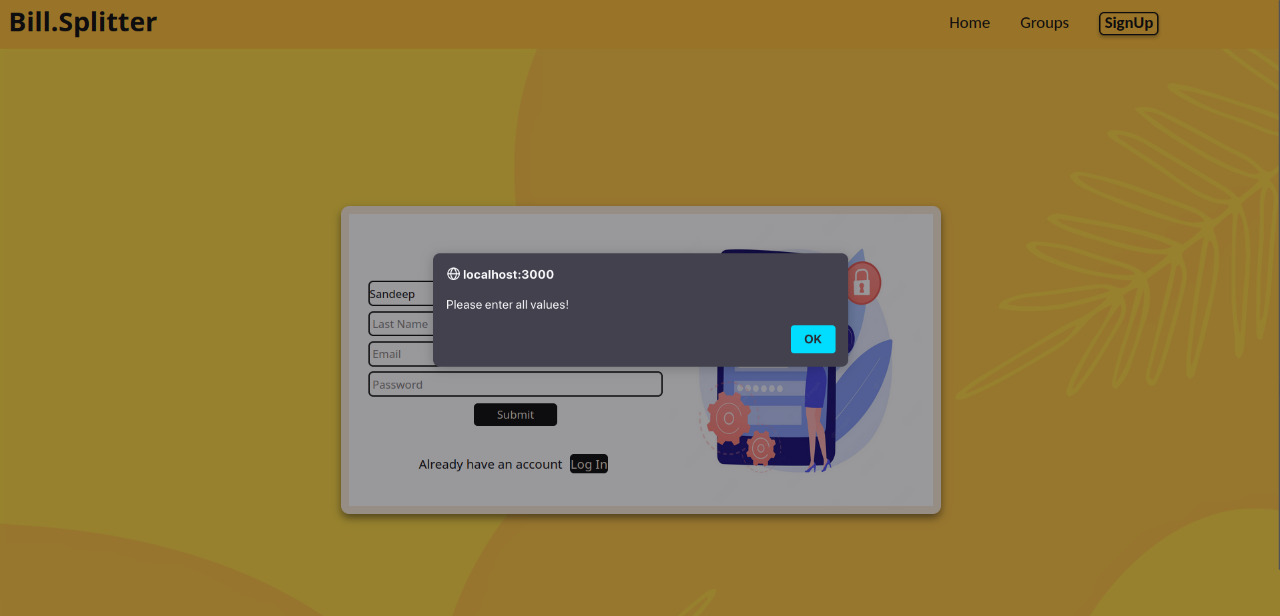 Bill.Splitter
Home Groups SignUp
localhost:3000
Please enter all values!
OK
Sandeep
Last Name
Email
Password
Submit
Already have an account Log In